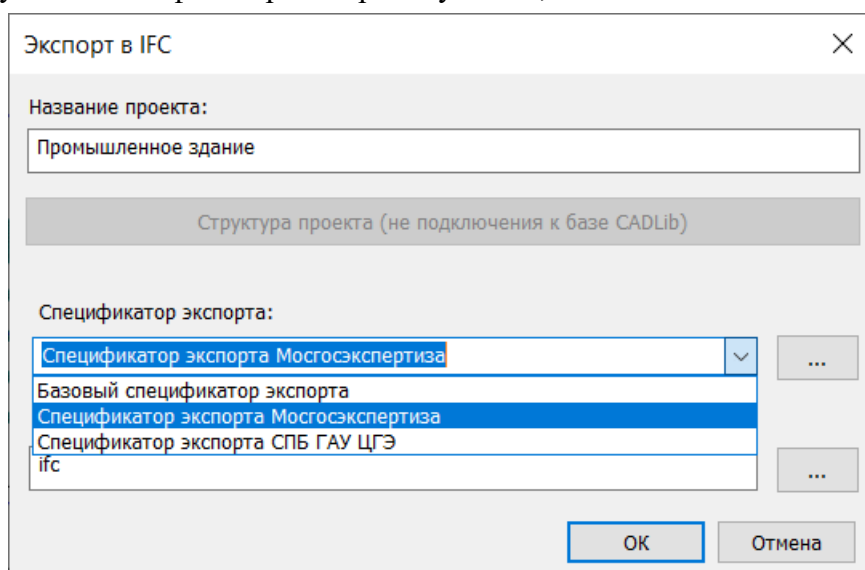 Экспорт в IFC
Название проекта:
Промышленное здание
Структура проекта (не подключения к базе CADLib)
Спецификатор экспорта:
Спецификатор экспорта Мосгосэкспертиза
...
Базовый спецификатор экспорта
Спецификатор экспорта Мосгосэкспертиза
Спецификатор экспорта СПБ ГАУ ЦГЭ
ifc
...
ОК
Отмена